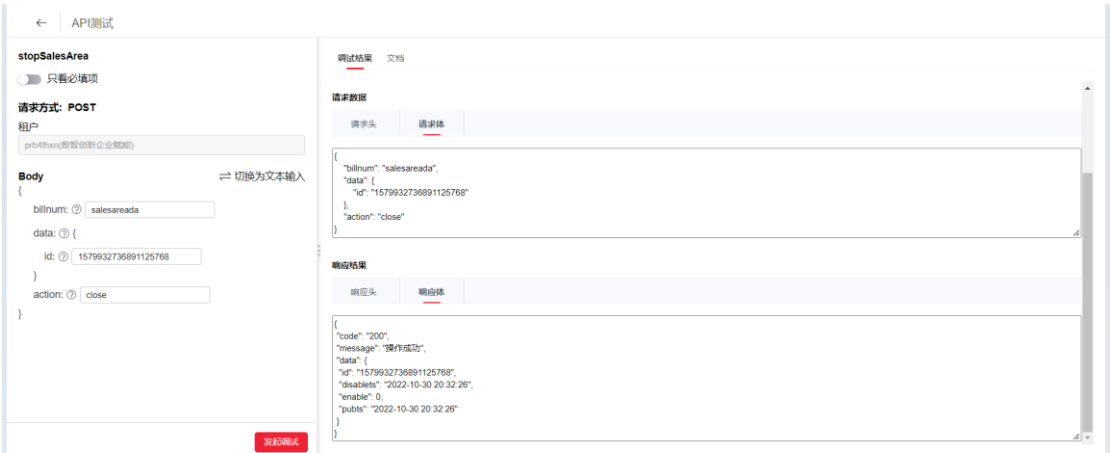 ← API测试
stopSalesArea
只看必填项
请求方式: POST
租户
prb4fhxn(数智创新企业赋能)
Body ⇌ 切换为文本输入
{
billnum: ? salesareada
data: ? {
id: ? 1579932736891125768
}
action: ? close
}
发起调试
调试结果 文档
请求数据
请求头 请求体
{
"billnum": "salesareada",
"data": {
"id": "1579932736891125768"
},
"action": "close"
}
响应结果
响应头 响应体
{
"code": "200",
"message": "操作成功",
"data": {
"id": "1579932736891125768",
"disablets": "2022-10-30 20:32:26",
"enable": 0,
"pubts": "2022-10-30 20:32:26"
}
}